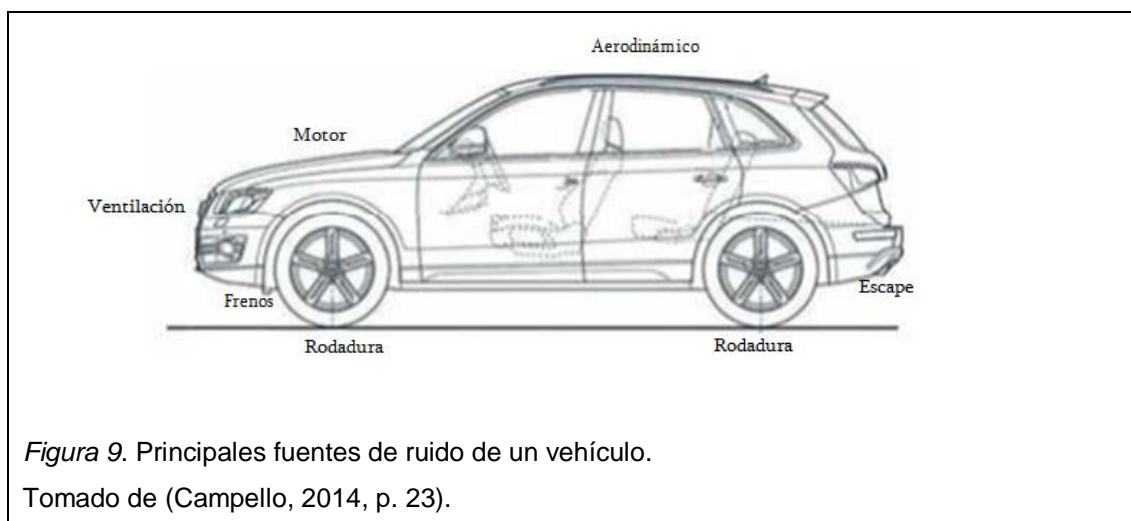 Aerodinámico
Motor
Ventilación
Frenos
Escape
Rodadura
Rodadura
Figura 9. Principales fuentes de ruido de un vehículo.
Tomado de (Campello, 2014, p. 23).